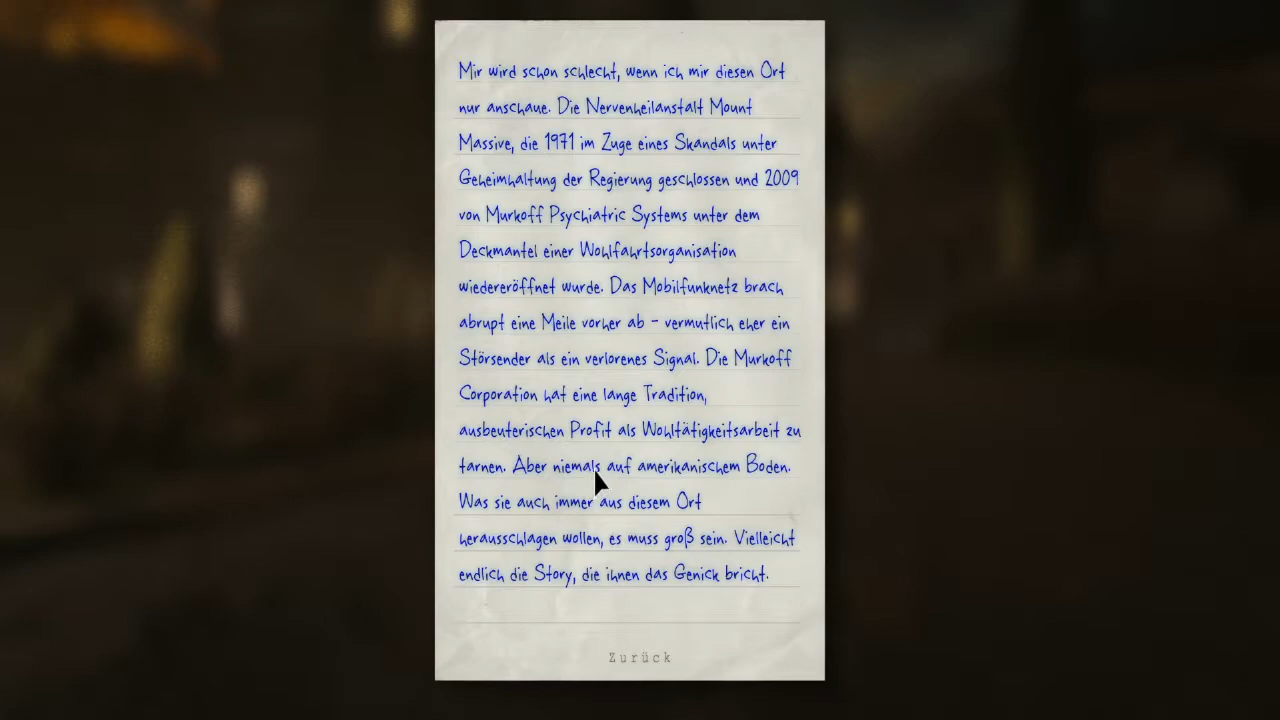 Mir wird schon schlecht, wenn ich mir diesen Ort
nur anschaue. Die Nervenheilanstalt Mount
Massive, die 1971 im Zuge eines Skandals unter
Geheimhaltung der Regierung geschlossen und 2009
von Murkoff Psychiatric Systems unter dem
Deckmantel einer Wohlfahrtsorganisation
wiedereröffnet wurde. Das Mobilfunknetz brach
abrupt eine Meile vorher ab - vermutlich eher ein
Störsender als ein verlorenes Signal. Die Murkoff
Corporation hat eine lange Tradition,
ausbeuterischen Profit als Wohltätigkeitsarbeit zu
tarnen. Aber niemals auf amerikanischem Boden.
Was sie auch immer aus diesem Ort
herausschlagen wollen, es muss groß sein. Vielleicht
endlich die Story, die ihnen das Genick bricht.
Zurück